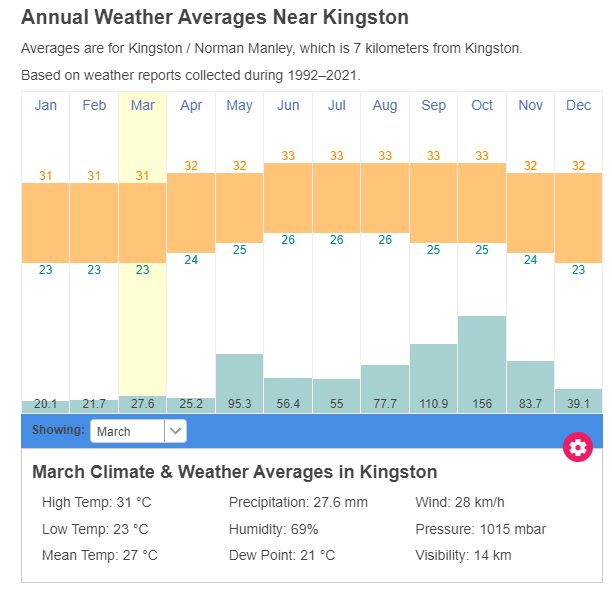 Annual Weather Averages Near Kingston
Averages are for Kingston / Norman Manley, which is 7 kilometers from Kingston.
Based on weather reports collected during 1992–2021.
Jan Feb Mar Apr May Jun Jul Aug Sep Oct Nov Dec
31 31 31 32 32 33 33 33 33 33 32 32
23 23 23 24 25 26 26 26 25 25 24 23
20.1 21.7 27.6 25.2 95.3 56.4 55 77.7 110.9 156 83.7 39.1
Showing: March
March Climate & Weather Averages in Kingston
High Temp: 31 °C Precipitation: 27.6 mm Wind: 28 km/h
Low Temp: 23 °C Humidity: 69% Pressure: 1015 mbar
Mean Temp: 27 °C Dew Point: 21 °C Visibility: 14 km